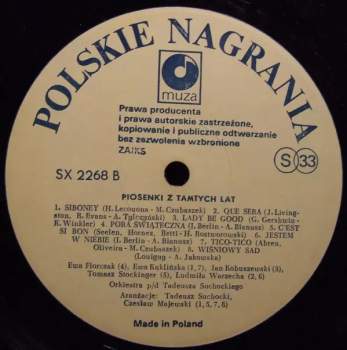 POLSKIE NAGRANIA
muza
Prawa producenta
i prawa autorskie zastrzeżone,
kopiowanie i publiczne odtwarzanie
bez zezwolenia wzbronione
ZAIKS
S 33
SX 2268 B
PIOSENKI Z TAMTYCH LAT
1. SIBONEY (H. Lecouona - M. Czubaszek) 2. QUE SERA (J. Living-
ston, R. Evans - A. Tylczyński) 3. LADY BE GOOD (G. Gershwin -
K. Winkler) 4. PORA ŚWIĄTECZNA (I. Berlin - A. Bianusz) 5. C'EST
SI BON (Seelen, Hornez, Betti - H. Rostworowski) 6. JESTEM
W NIEBIE (I. Berlin - A. Bianusz) 7. TICO-TICO (Abreu,
Oliveira - M. Czubaszek) 8. WIŚNIOWY SAD
(Louiguy - A. Jakowska)
Ewa Florczak (4), Ewa Kuklińska (1, 7), Jan Kobuszewski (3),
Tomasz Stockinger (5), Ludmiła Warzecha (2, 6)
Orkiestra p/d Tadeusza Suchockiego
Aranżacje: Tadeusz Suchocki,
Czesław Majewski (1, 5, 7, 8)
Made in Poland